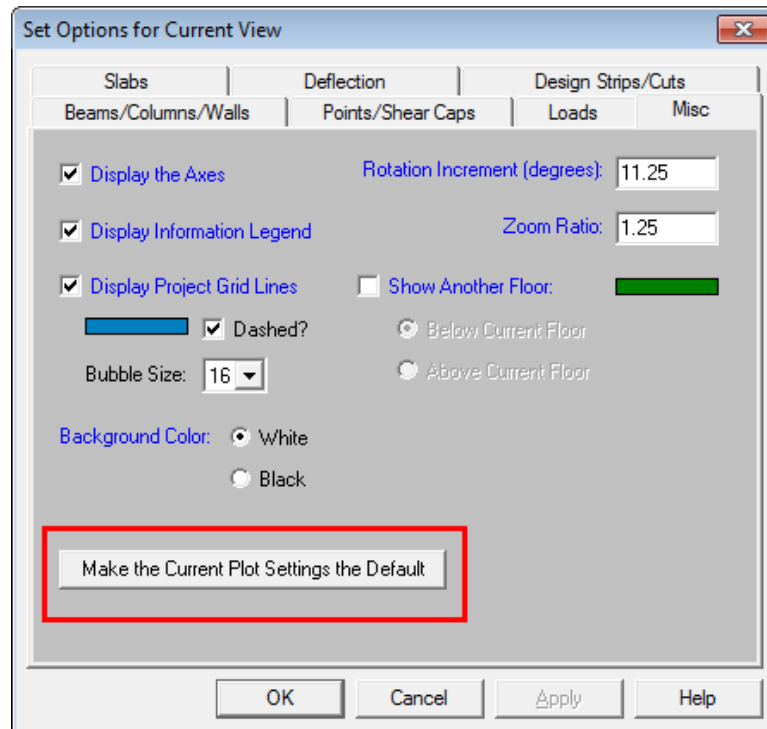 Set Options for Current View
Slabs Deflection Design Strips/Cuts
Beams/Columns/Walls Points/Shear Caps Loads Misc
Display the Axes Rotation Increment (degrees): 11.25
Display Information Legend Zoom Ratio: 1.25
Display Project Grid Lines Show Another Floor:
Dashed? Below Current Floor
Bubble Size: 16 Above Current Floor
Background Color: White
Black
Make the Current Plot Settings the Default
OK Cancel Apply Help